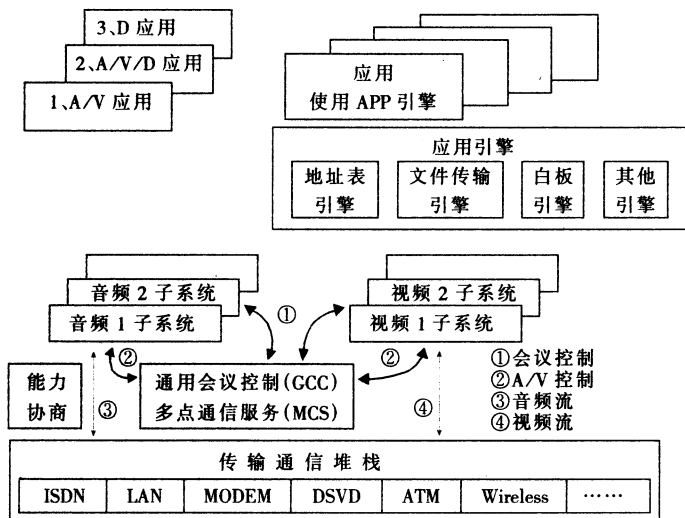 3、D 应用
2、A/V/D 应用
1、A/V 应用
应用
使用 APP 引擎
应用引擎
地址表
引擎
文件传输
引擎
白板
引擎
其他
引擎
音频 2 子系统
音频 1 子系统
视频 2 子系统
视频 1 子系统
①
②
②
能力
协商
通用会议控制(GCC)
多点通信服务(MCS)
③
④
①会议控制
②A/V 控制
③音频流
④视频流
传输通信堆栈
ISDN
LAN
MODEM
DSVD
ATM
Wireless
……